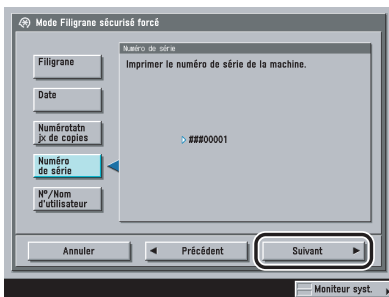 Mode Filigrane sécurisé forcé
Numéro de série
Imprimer le numéro de série de la machine.
Filigrane
Date
Numérotatn
jx de copies
###00001
Numéro
de série
Nº/Nom
d'utilisateur
Annuler
◄ Précédent
Suivant ►
Moniteur syst.